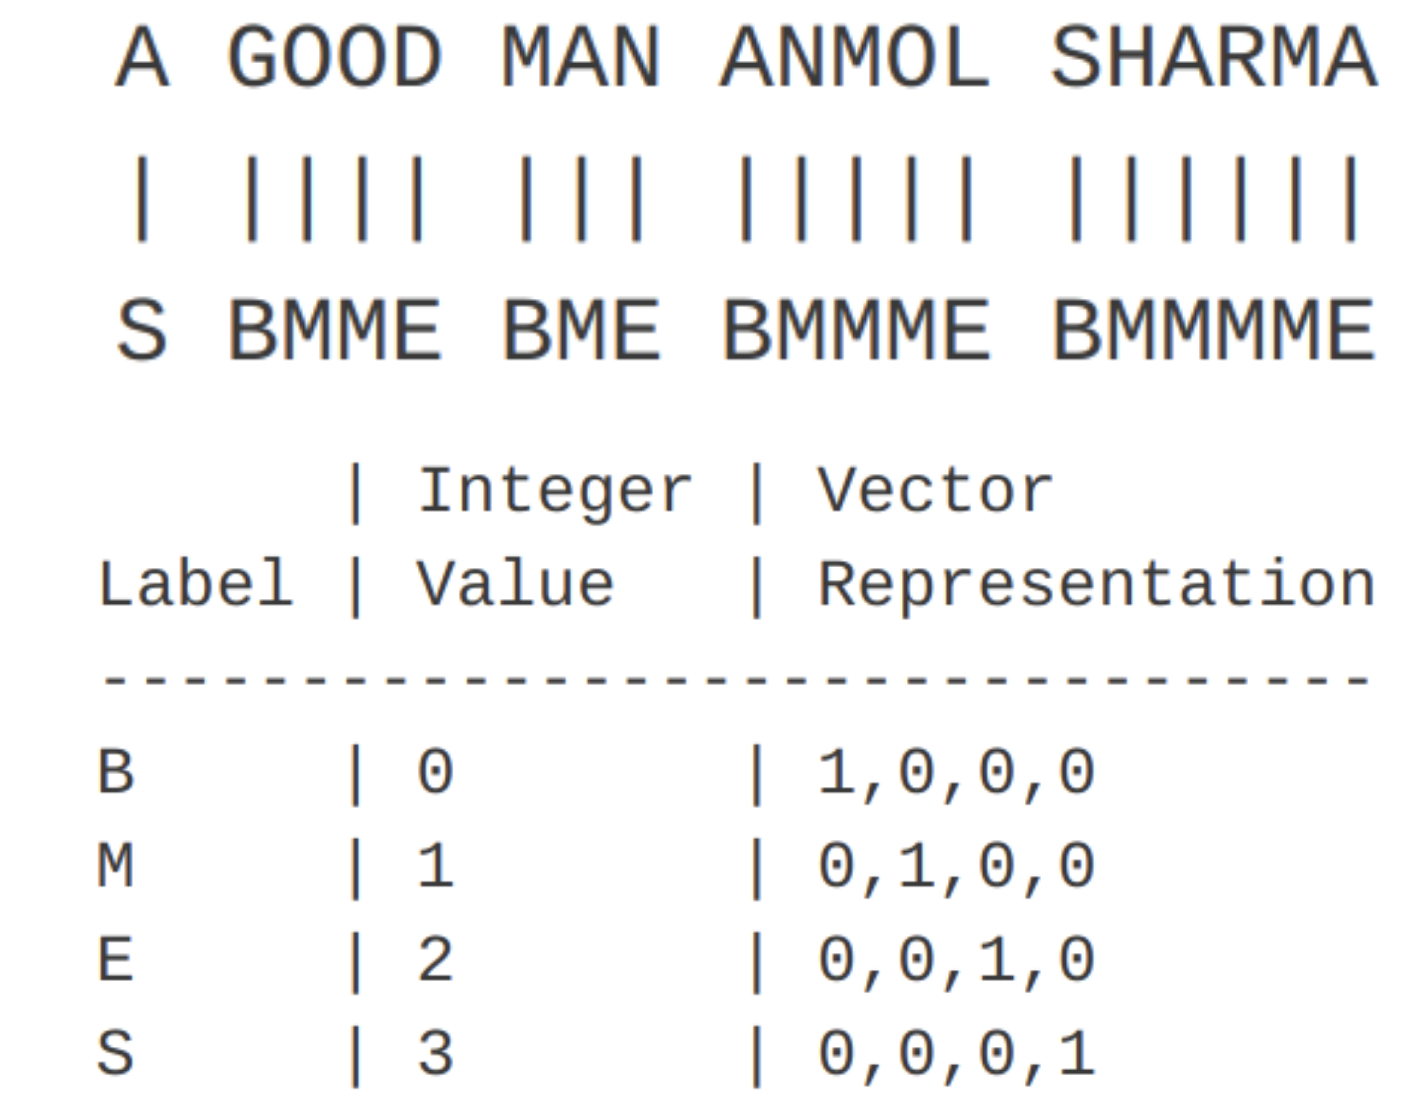 A GOOD MAN ANMOL SHARMA
| |||| ||| ||||| ||||||
S BMME BME BMMME BMMMME
| Integer | Vector
Label | Value | Representation
--------------------------------
B | 0 | 1,0,0,0
M | 1 | 0,1,0,0
E | 2 | 0,0,1,0
S | 3 | 0,0,0,1